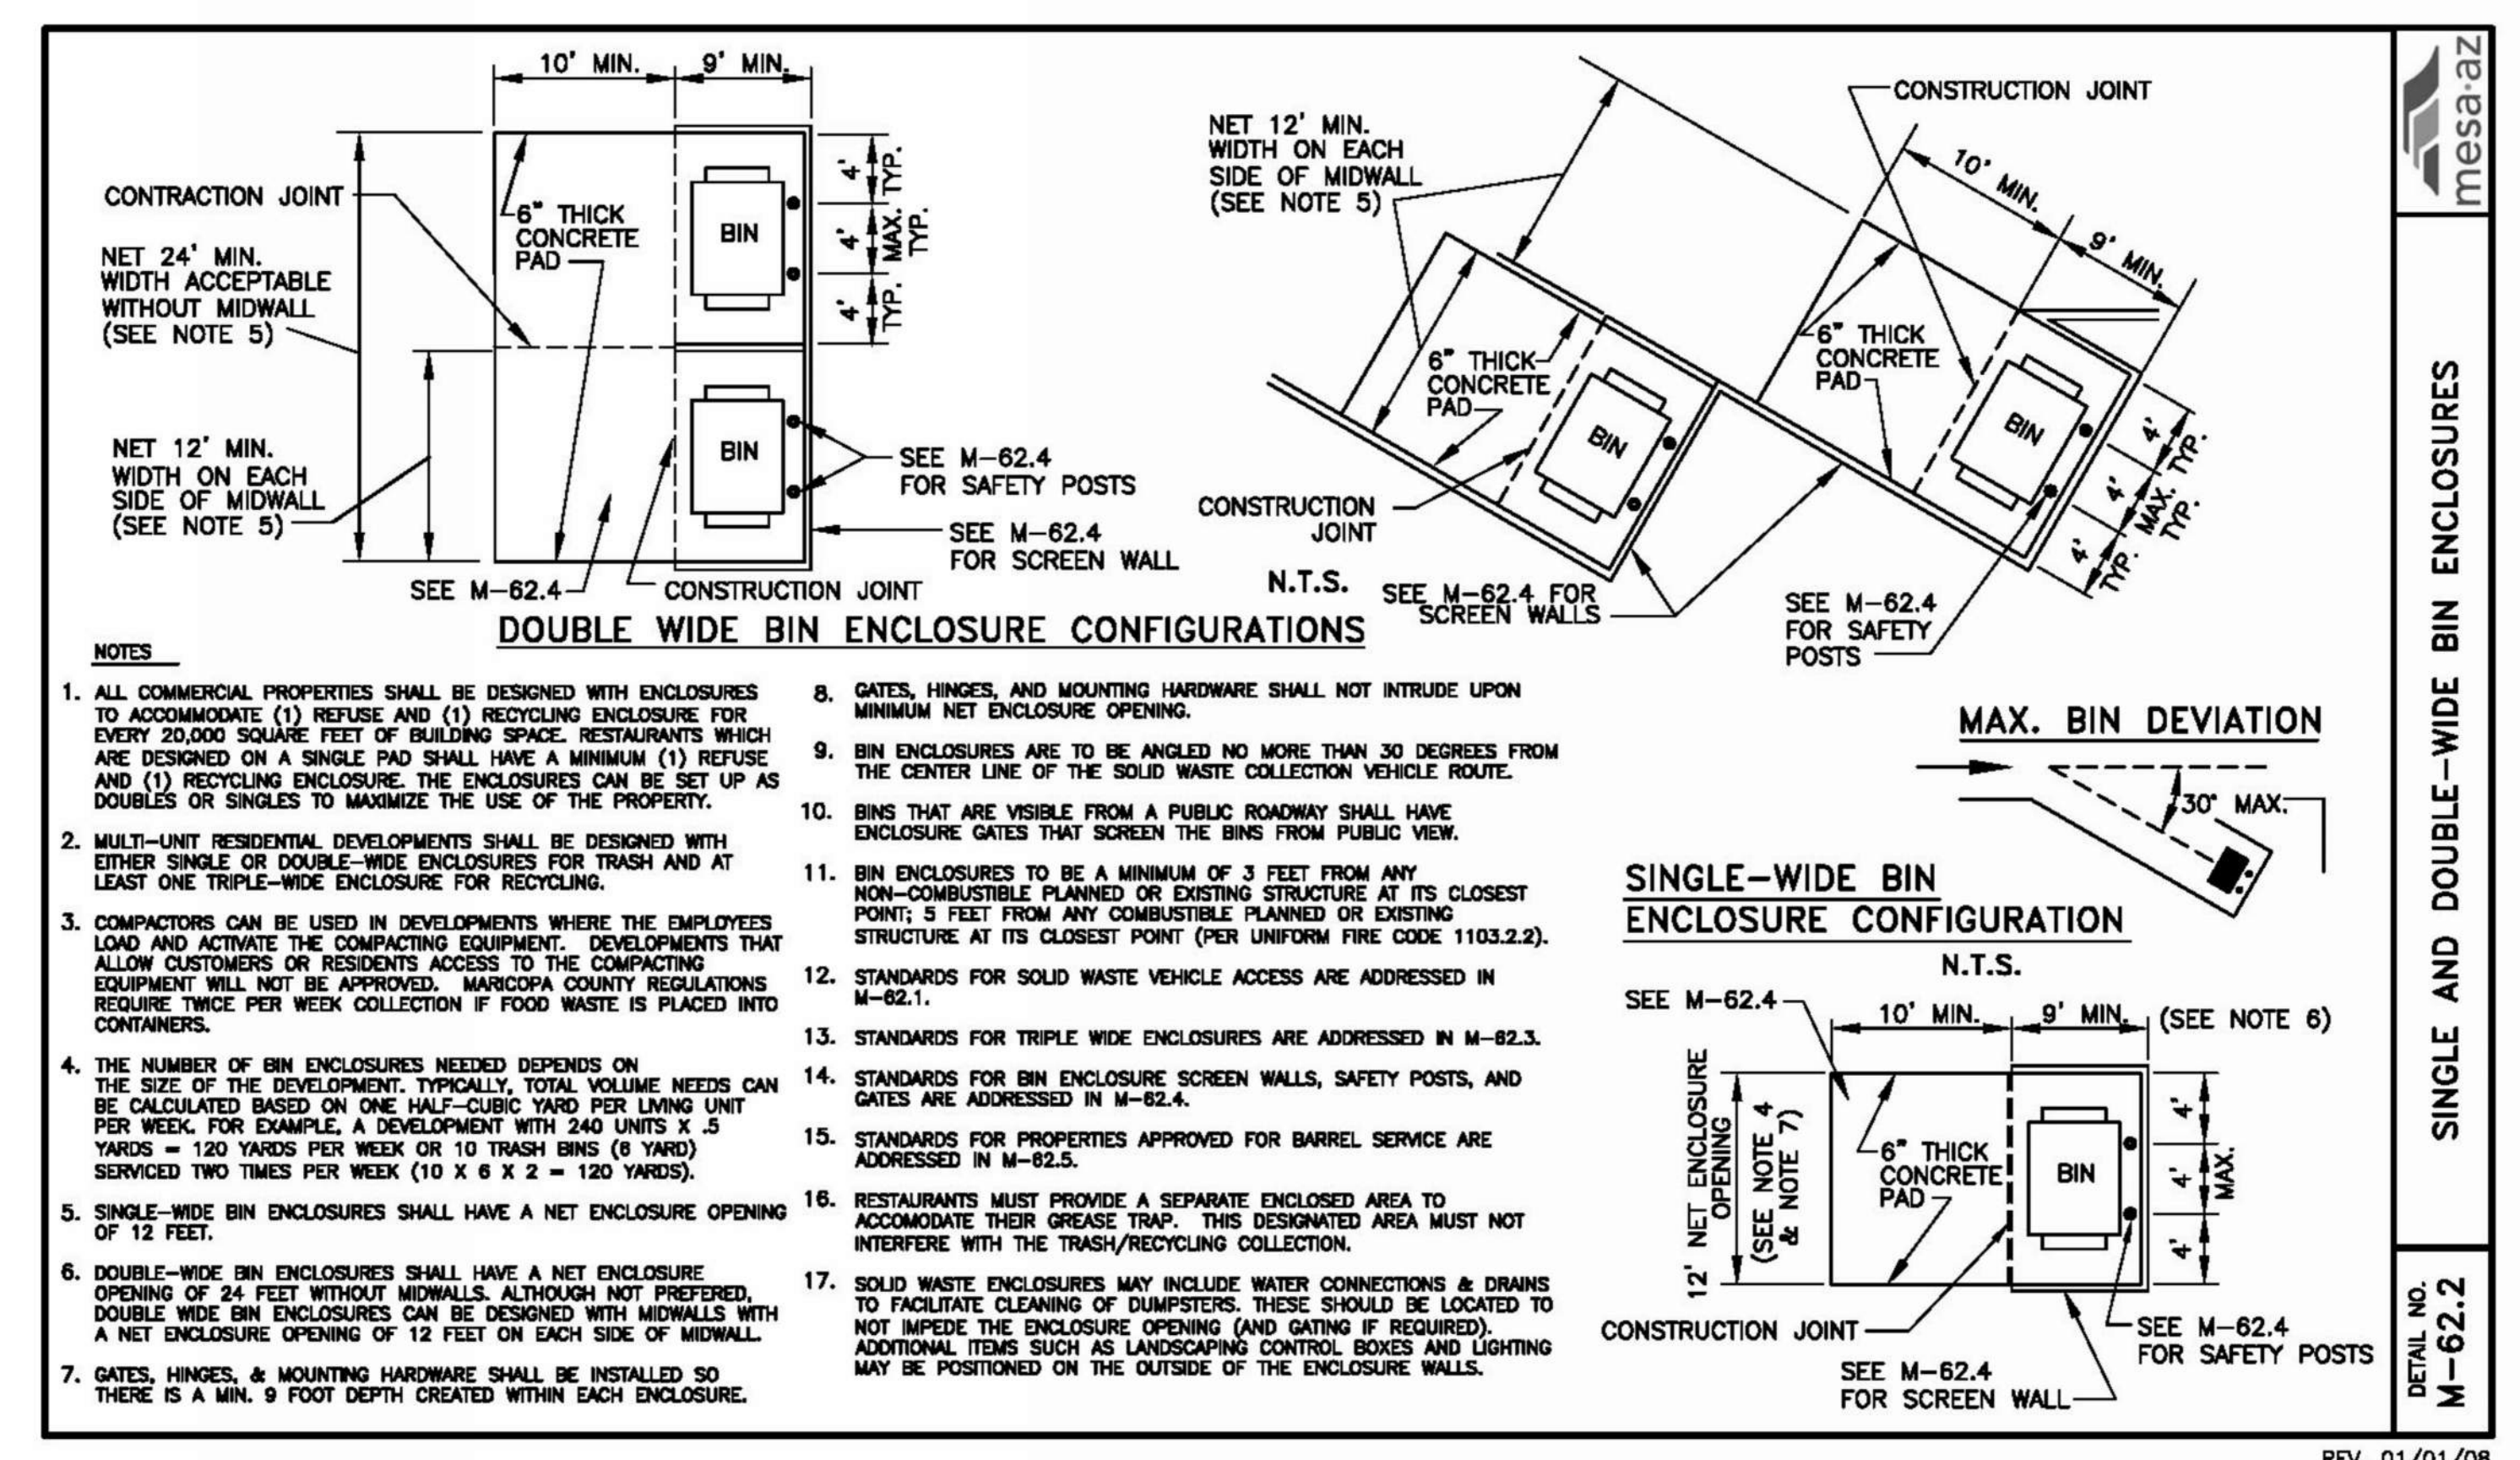 10' MIN.
9' MIN.
CONTRACTION JOINT
6" THICK
CONCRETE
PAD
BIN
4'
TYP.
4'
MAX.
TYP.
4'
TYP.
NET 24' MIN.
WIDTH ACCEPTABLE
WITHOUT MIDWALL
(SEE NOTE 5)
NET 12' MIN.
WIDTH ON EACH
SIDE OF MIDWALL
(SEE NOTE 5)
BIN
SEE M-62.4
FOR SAFETY POSTS
SEE M-62.4
FOR SCREEN WALL
SEE M-62.4
CONSTRUCTION JOINT
NET 12' MIN.
WIDTH ON EACH
SIDE OF MIDWALL
(SEE NOTE 5)
CONSTRUCTION JOINT
10' MIN.
9' MIN.
6" THICK
CONCRETE
PAD
6" THICK
CONCRETE
PAD
BIN
BIN
4'
TYP.
4'
MAX.
TYP.
4'
TYP.
CONSTRUCTION
JOINT
N.T.S.
SEE M-62.4 FOR
SCREEN WALLS
SEE M-62.4
FOR SAFETY
POSTS
DOUBLE WIDE BIN ENCLOSURE CONFIGURATIONS
NOTES
1. ALL COMMERCIAL PROPERTIES SHALL BE DESIGNED WITH ENCLOSURES
TO ACCOMMODATE (1) REFUSE AND (1) RECYCLING ENCLOSURE FOR
EVERY 20,000 SQUARE FEET OF BUILDING SPACE. RESTAURANTS WHICH
ARE DESIGNED ON A SINGLE PAD SHALL HAVE A MINIMUM (1) REFUSE
AND (1) RECYCLING ENCLOSURE. THE ENCLOSURES CAN BE SET UP AS
DOUBLES OR SINGLES TO MAXIMIZE THE USE OF THE PROPERTY.
2. MULTI-UNIT RESIDENTIAL DEVELOPMENTS SHALL BE DESIGNED WITH
EITHER SINGLE OR DOUBLE-WIDE ENCLOSURES FOR TRASH AND AT
LEAST ONE TRIPLE-WIDE ENCLOSURE FOR RECYCLING.
3. COMPACTORS CAN BE USED IN DEVELOPMENTS WHERE THE EMPLOYEES
LOAD AND ACTIVATE THE COMPACTING EQUIPMENT. DEVELOPMENTS THAT
ALLOW CUSTOMERS OR RESIDENTS ACCESS TO THE COMPACTING
EQUIPMENT WILL NOT BE APPROVED. MARICOPA COUNTY REGULATIONS
REQUIRE TWICE PER WEEK COLLECTION IF FOOD WASTE IS PLACED INTO
CONTAINERS.
4. THE NUMBER OF BIN ENCLOSURES NEEDED DEPENDS ON
THE SIZE OF THE DEVELOPMENT. TYPICALLY, TOTAL VOLUME NEEDS CAN
BE CALCULATED BASED ON ONE HALF-CUBIC YARD PER LIVING UNIT
PER WEEK. FOR EXAMPLE, A DEVELOPMENT WITH 240 UNITS X .5
YARDS = 120 YARDS PER WEEK OR 10 TRASH BINS (6 YARD)
SERVICED TWO TIMES PER WEEK (10 X 6 X 2 = 120 YARDS).
5. SINGLE-WIDE BIN ENCLOSURES SHALL HAVE A NET ENCLOSURE OPENING
OF 12 FEET.
6. DOUBLE-WIDE BIN ENCLOSURES SHALL HAVE A NET ENCLOSURE
OPENING OF 24 FEET WITHOUT MIDWALLS. ALTHOUGH NOT PREFERED,
DOUBLE WIDE BIN ENCLOSURES CAN BE DESIGNED WITH MIDWALLS WITH
A NET ENCLOSURE OPENING OF 12 FEET ON EACH SIDE OF MIDWALL.
7. GATES, HINGES, & MOUNTING HARDWARE SHALL BE INSTALLED SO
THERE IS A MIN. 9 FOOT DEPTH CREATED WITHIN EACH ENCLOSURE.
8. GATES, HINGES, AND MOUNTING HARDWARE SHALL NOT INTRUDE UPON
MINIMUM NET ENCLOSURE OPENING.
9. BIN ENCLOSURES ARE TO BE ANGLED NO MORE THAN 30 DEGREES FROM
THE CENTER LINE OF THE SOLID WASTE COLLECTION VEHICLE ROUTE.
10. BINS THAT ARE VISIBLE FROM A PUBLIC ROADWAY SHALL HAVE
ENCLOSURE GATES THAT SCREEN THE BINS FROM PUBLIC VIEW.
11. BIN ENCLOSURES TO BE A MINIMUM OF 3 FEET FROM ANY
NON-COMBUSTIBLE PLANNED OR EXISTING STRUCTURE AT ITS CLOSEST
POINT; 5 FEET FROM ANY COMBUSTIBLE PLANNED OR EXISTING
STRUCTURE AT ITS CLOSEST POINT (PER UNIFORM FIRE CODE 1103.2.2).
12. STANDARDS FOR SOLID WASTE VEHICLE ACCESS ARE ADDRESSED IN
M-62.1.
13. STANDARDS FOR TRIPLE WIDE ENCLOSURES ARE ADDRESSED IN M-62.3.
14. STANDARDS FOR BIN ENCLOSURE SCREEN WALLS, SAFETY POSTS, AND
GATES ARE ADDRESSED IN M-62.4.
15. STANDARDS FOR PROPERTIES APPROVED FOR BARREL SERVICE ARE
ADDRESSED IN M-62.5.
16. RESTAURANTS MUST PROVIDE A SEPARATE ENCLOSED AREA TO
ACCOMODATE THEIR GREASE TRAP. THIS DESIGNATED AREA MUST NOT
INTERFERE WITH THE TRASH/RECYCLING COLLECTION.
17. SOLID WASTE ENCLOSURES MAY INCLUDE WATER CONNECTIONS & DRAINS
TO FACILITATE CLEANING OF DUMPSTERS. THESE SHOULD BE LOCATED TO
NOT IMPEDE THE ENCLOSURE OPENING (AND GATING IF REQUIRED).
ADDITIONAL ITEMS SUCH AS LANDSCAPING CONTROL BOXES AND LIGHTING
MAY BE POSITIONED ON THE OUTSIDE OF THE ENCLOSURE WALLS.
MAX. BIN DEVIATION
30° MAX.
SINGLE-WIDE BIN
ENCLOSURE CONFIGURATION
N.T.S.
SEE M-62.4
10' MIN.
9' MIN.
(SEE NOTE 6)
12' NET ENCLOSURE
OPENING
(SEE NOTE 4
& NOTE 7)
6" THICK
CONCRETE
PAD
BIN
4'
4'
MAX.
4'
CONSTRUCTION JOINT
SEE M-62.4
FOR SAFETY POSTS
SEE M-62.4
FOR SCREEN WALL
mesa·az
SINGLE AND DOUBLE-WIDE BIN ENCLOSURES
DETAIL NO.
M-62.2
REV. 01/01/08